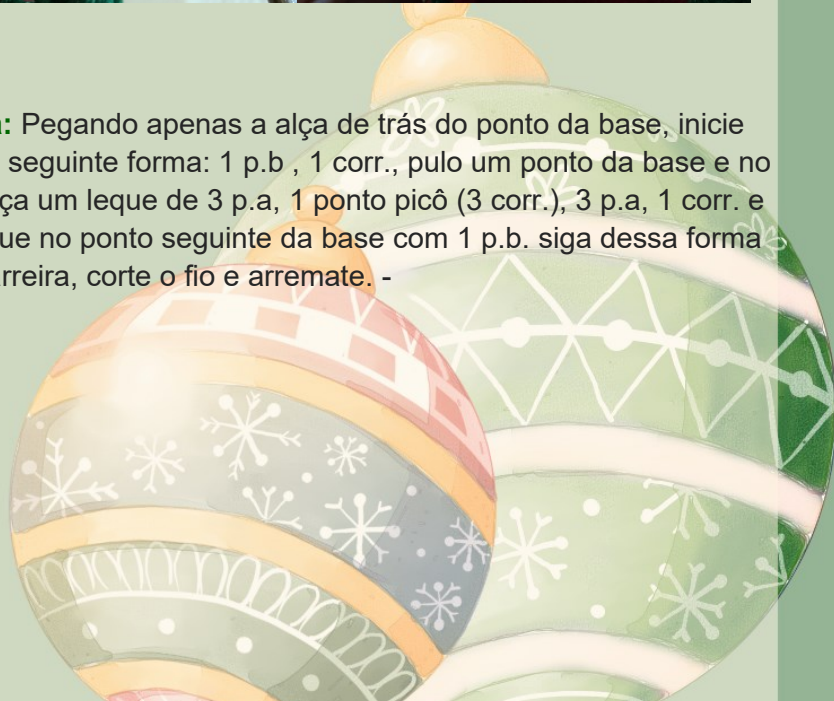 a: Pegando apenas a alça de trás do ponto da base, inicie
seguinte forma: 1 p.b , 1 corr., pulo um ponto da base e no
ça um leque de 3 p.a, 1 ponto picô (3 corr.), 3 p.a, 1 corr. e
ue no ponto seguinte da base com 1 p.b. siga dessa forma
rreira, corte o fio e arremate. -